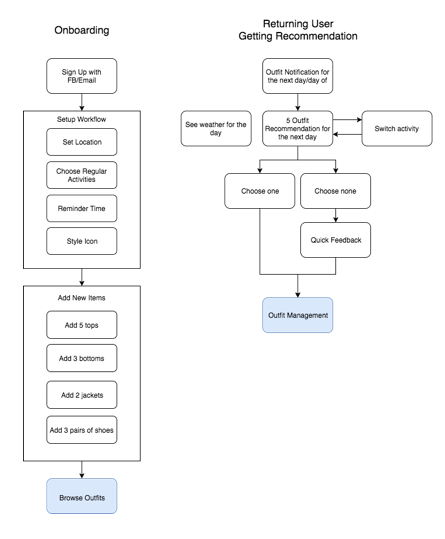 Onboarding
Sign Up with
FB/Email
Setup Workflow
Set Location
Choose Regular
Activities
Reminder Time
Style Icon
Add New Items
Add 5 tops
Add 3 bottoms
Add 2 jackets
Add 3 pairs of shoes
Browse Outfits
Returning User
Getting Recommendation
Outfit Notification for
the next day/day of
See weather for the
day
5 Outfit
Recommendation for
the next day
Switch activity
Choose one
Choose none
Quick Feedback
Outfit Management